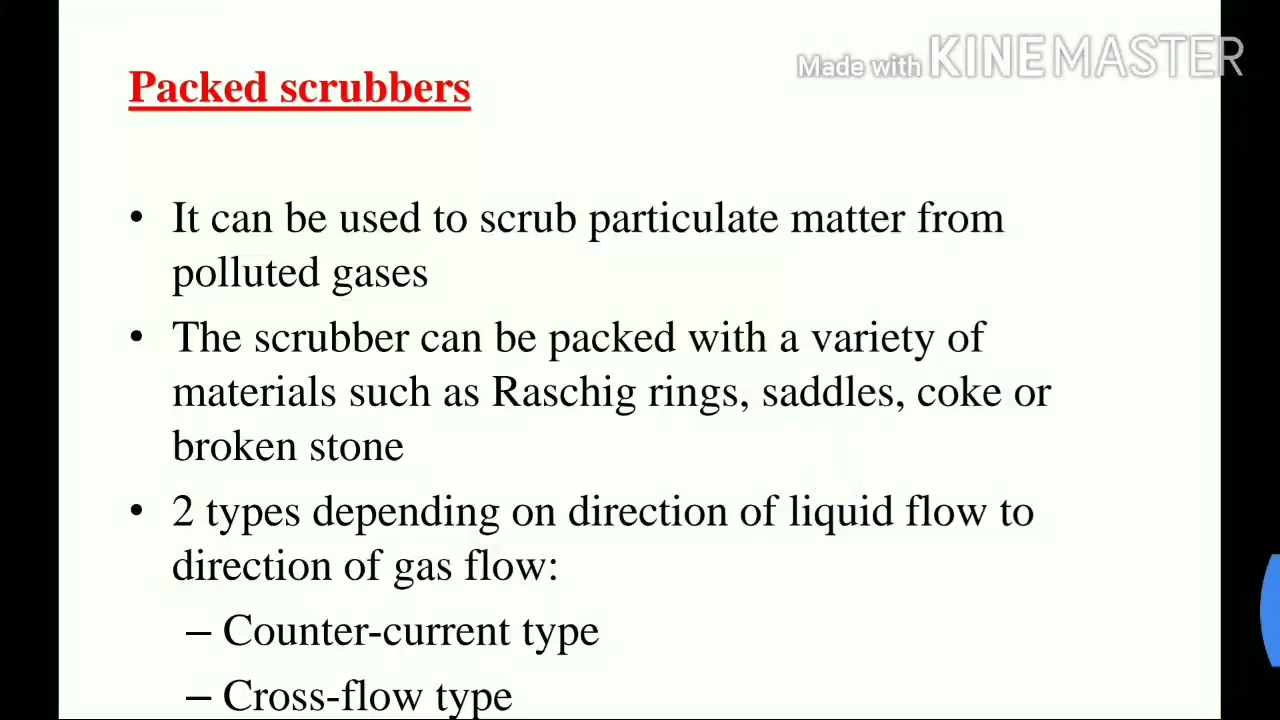 Made with KINEMASTER
Packed scrubbers
• It can be used to scrub particulate matter from
polluted gases
• The scrubber can be packed with a variety of
materials such as Raschig rings, saddles, coke or
broken stone
• 2 types depending on direction of liquid flow to
direction of gas flow:
– Counter-current type
– Cross-flow type